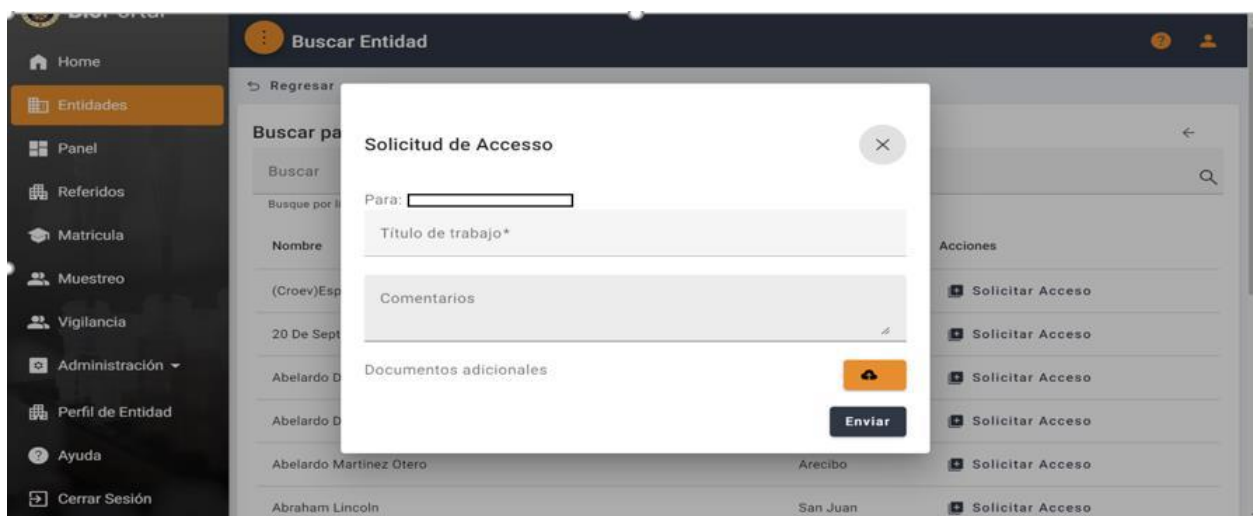 BioPortal
Home
Entidades
Panel
Referidos
Matricula
Muestreo
Vigilancia
Administración
Perfil de Entidad
Ayuda
Cerrar Sesión
Buscar Entidad
Regresar
Buscar pa
Buscar
Busque por li
Nombre
Acciones
(Croev)Esp
Solicitar Acceso
20 De Sept
Solicitar Acceso
Abelardo D
Solicitar Acceso
Abelardo D
Solicitar Acceso
Abelardo Martinez Otero Arecibo Solicitar Acceso
Abraham Lincoln San Juan Solicitar Acceso
Solicitud de Accesso
Para:
Título de trabajo*
Comentarios
Documentos adicionales
Enviar